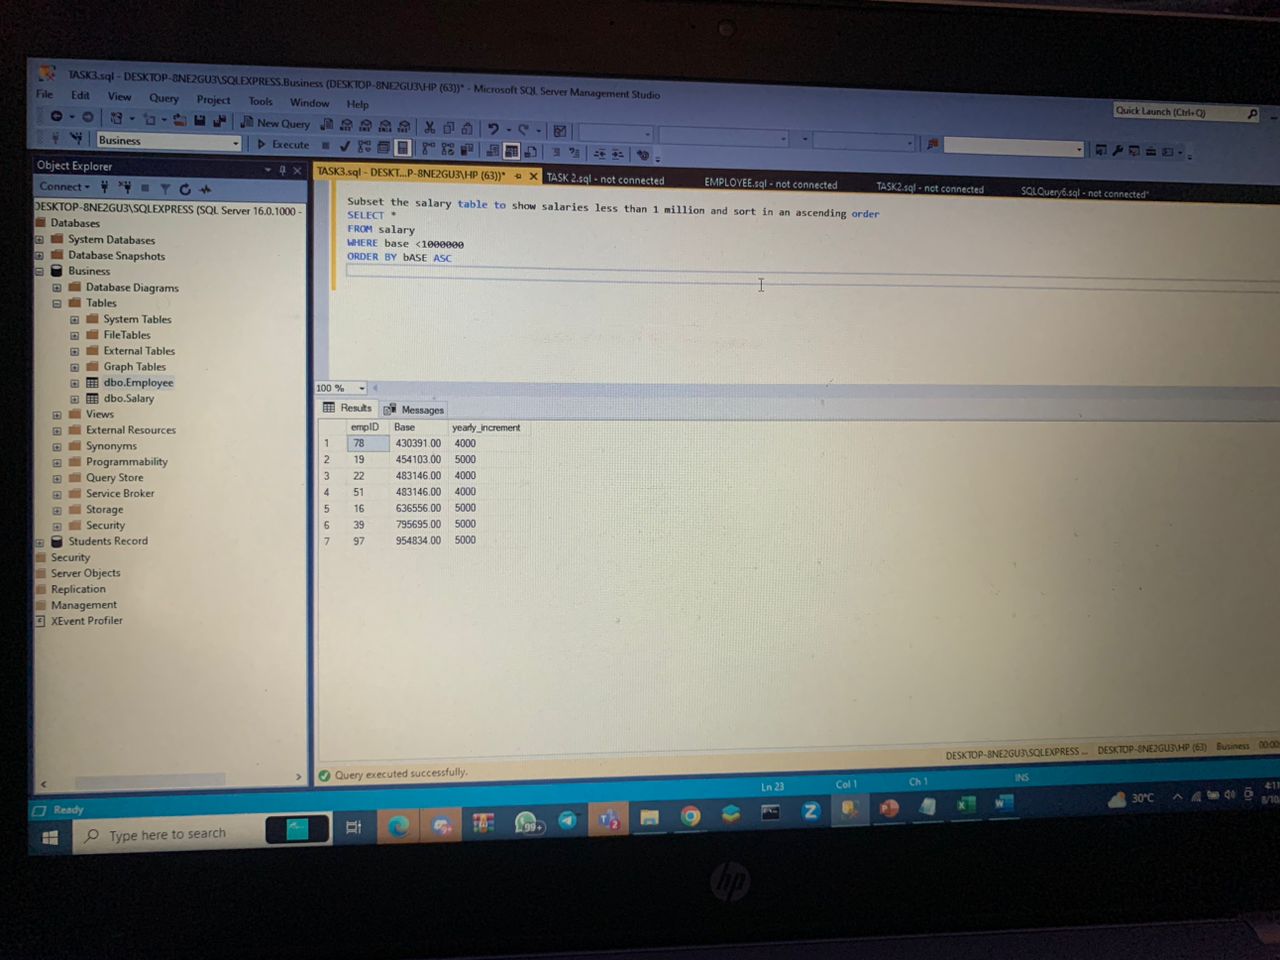 TASK3.sql - DESKTOP-8NE2GU3\SQLEXPRESS.Business (DESKTOP-8NE2GU3\HP (63))* - Microsoft SQL Server Management Studio
Quick Launch (Ctrl+Q)
File Edit View Query Project Tools Window Help
New Query
Business
Execute
Object Explorer
Connect
DESKTOP-8NE2GU3\SQLEXPRESS (SQL Server 16.0.1000 -
Databases
System Databases
Database Snapshots
Business
Database Diagrams
Tables
System Tables
FileTables
External Tables
Graph Tables
dbo.Employee
dbo.Salary
Views
External Resources
Synonyms
Programmability
Query Store
Service Broker
Storage
Security
Students Record
Security
Server Objects
Replication
Management
XEvent Profiler
TASK3.sql - DESKT...P-8NE2GU3\HP (63))* TASK 2.sql - not connected EMPLOYEE.sql - not connected TASK2.sql - not connected SQLQuery6.sql - not connected*
Subset the salary table to show salaries less than 1 million and sort in an ascending order
SELECT *
FROM salary
WHERE base <1000000
ORDER BY bASE ASC
100 %
Results Messages
empID Base yearly_increment
1 78 430391.00 4000
2 19 454103.00 5000
3 22 483146.00 4000
4 51 483146.00 4000
5 16 636556.00 5000
6 39 795695.00 5000
7 97 954834.00 5000
Query executed successfully.
DESKTOP-8NE2GU3\SQLEXPRESS ... DESKTOP-8NE2GU3\HP (63) Business 00:00
Ready
Ln 23 Col 1 Ch 1 INS
Type here to search
99+
2
30°C
4:11
hp